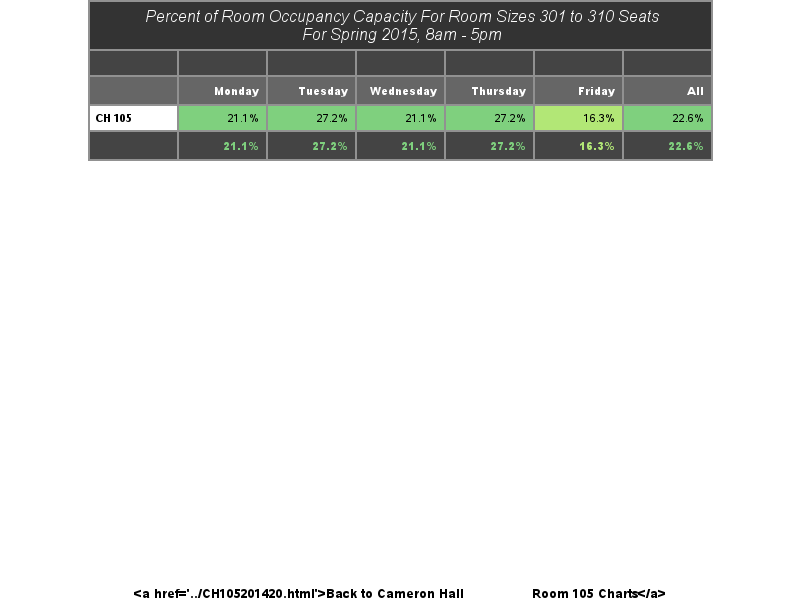 Percent of Room Occupancy Capacity For Room Sizes 301 to 310 Seats
For Spring 2015, 8am - 5pm
Monday Tuesday Wednesday Thursday Friday All
CH 105 21.1% 27.2% 21.1% 27.2% 16.3% 22.6%
21.1% 27.2% 21.1% 27.2% 16.3% 22.6%
<a href='../CH105201420.html'>Back to Cameron Hall Room 105 Charts</a>